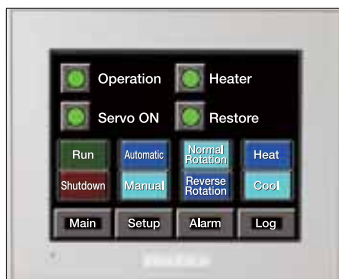 Operation Heater
Servo ON Restore
Run Automatic Normal Rotation Heat
Shutdown Manual Reverse Rotation Cool
Main Setup Alarm Log